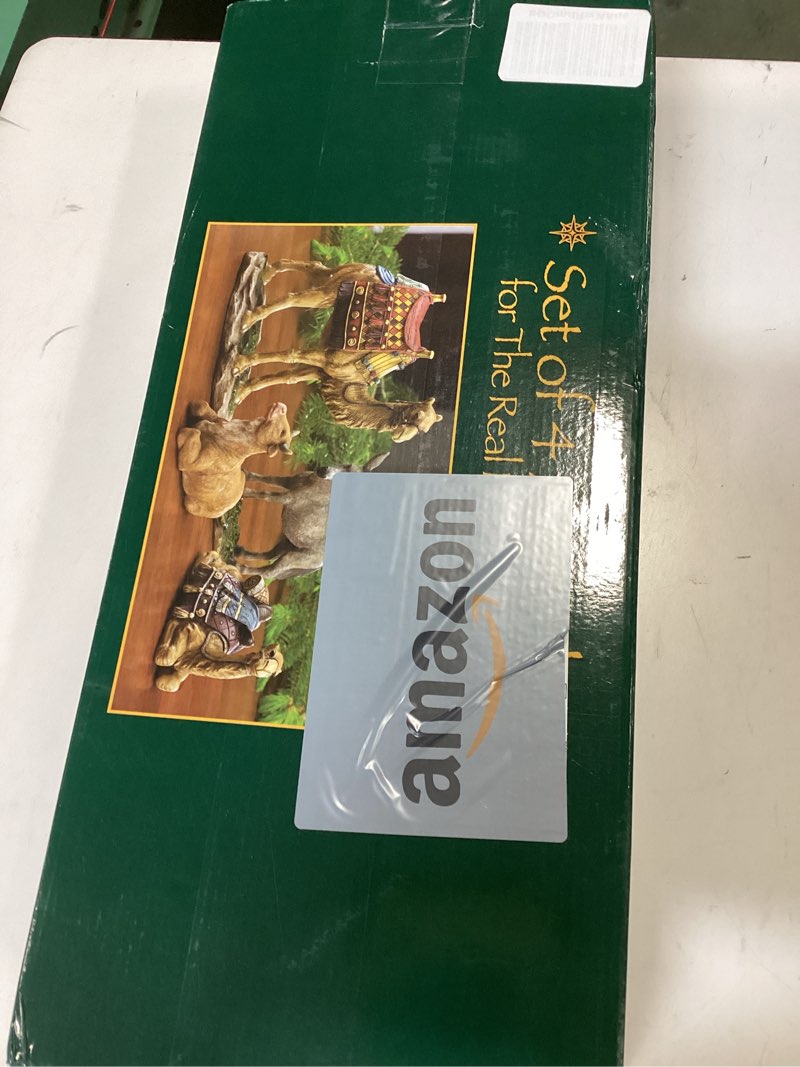 Set of 4
for The Real
amazon